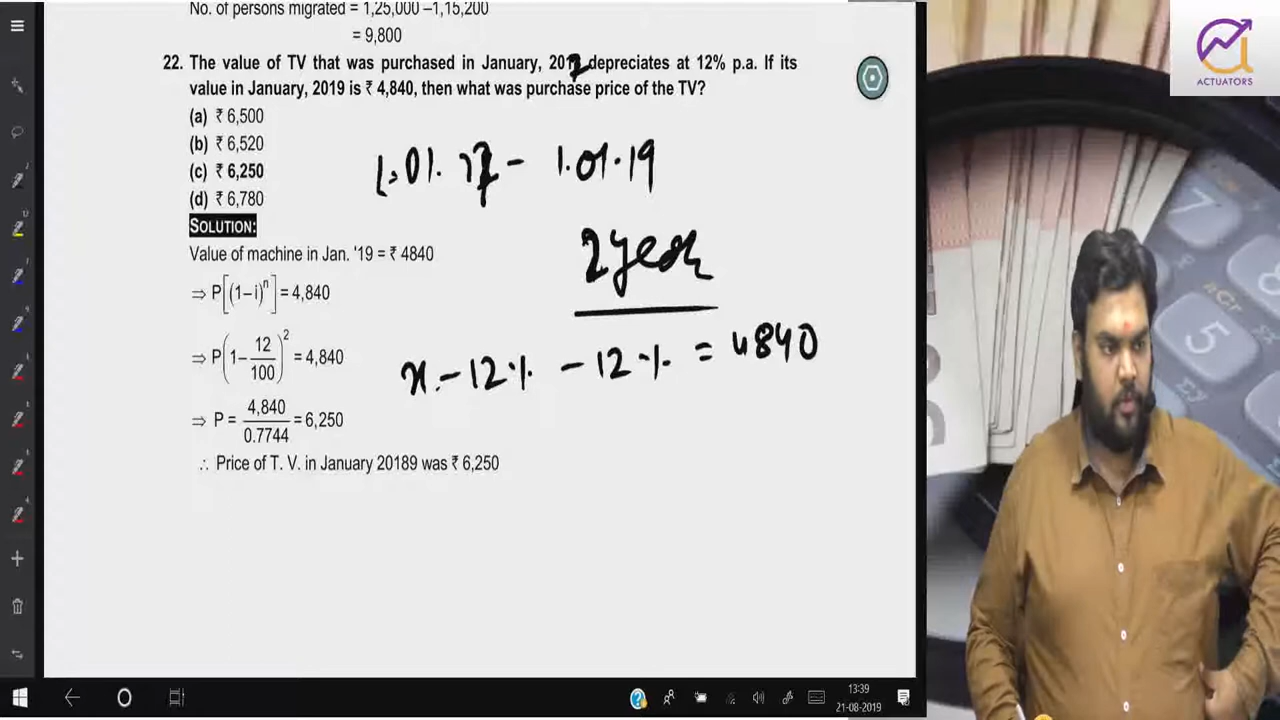 No. of persons migrated = 1,25,000 –1,15,200
= 9,800
22. The value of TV that was purchased in January, 2017 depreciates at 12% p.a. If its
value in January, 2019 is ₹ 4,840, then what was purchase price of the TV?
(a) ₹ 6,500
(b) ₹ 6,520
(c) ₹ 6,250
(d) ₹ 6,780
1.01.17 - 1.01.19
SOLUTION:
Value of machine in Jan. '19 = ₹ 4840
2 year
⇒ P[(1–i)ⁿ] = 4,840
⇒ P(1– 12/100)² = 4,840
x - 12% - 12% = 4840
⇒ P = 4,840/0.7744 = 6,250
∴ Price of T. V. in January 20189 was ₹ 6,250
ACTUATORS
7
nCr
5
13:39
21-08-2019